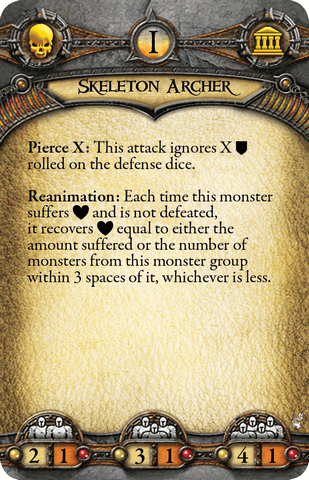 I
Skeleton Archer
Pierce X: This attack ignores X
rolled on the defense dice.
Reanimation: Each time this monster
suffers and is not defeated,
it recovers equal to either the
amount suffered or the number of
monsters from this monster group
within 3 spaces of it, whichever is less.
2 1 3 1 4 1